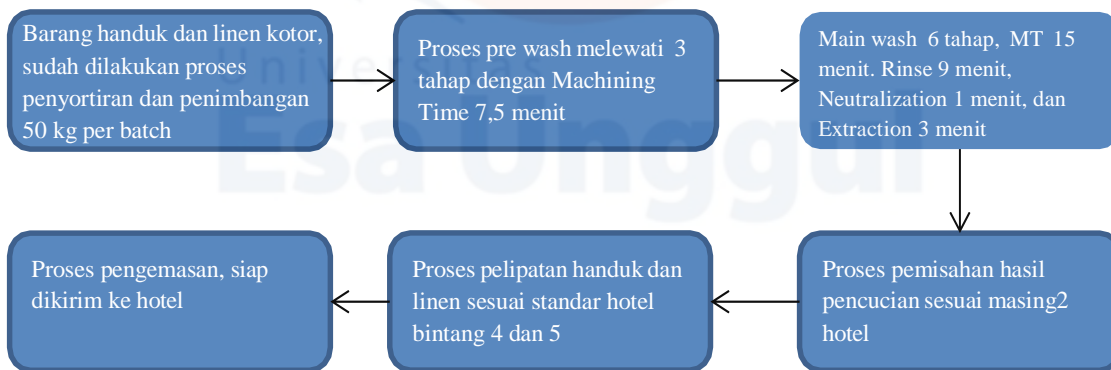 Barang handuk dan linen kotor,
sudah dilakukan proses
penyortiran dan penimbangan
50 kg per batch
Proses pre wash melewati 3
tahap dengan Machining
Time 7,5 menit
Main wash 6 tahap, MT 15
menit. Rinse 9 menit,
Neutralization 1 menit, dan
Extraction 3 menit
Universitas
Esa Unggul
Proses pengemasan, siap
dikirim ke hotel
Proses pelipatan handuk dan
linen sesuai standar hotel
bintang 4 dan 5
Proses pemisahan hasil
pencucian sesuai masing2
hotel